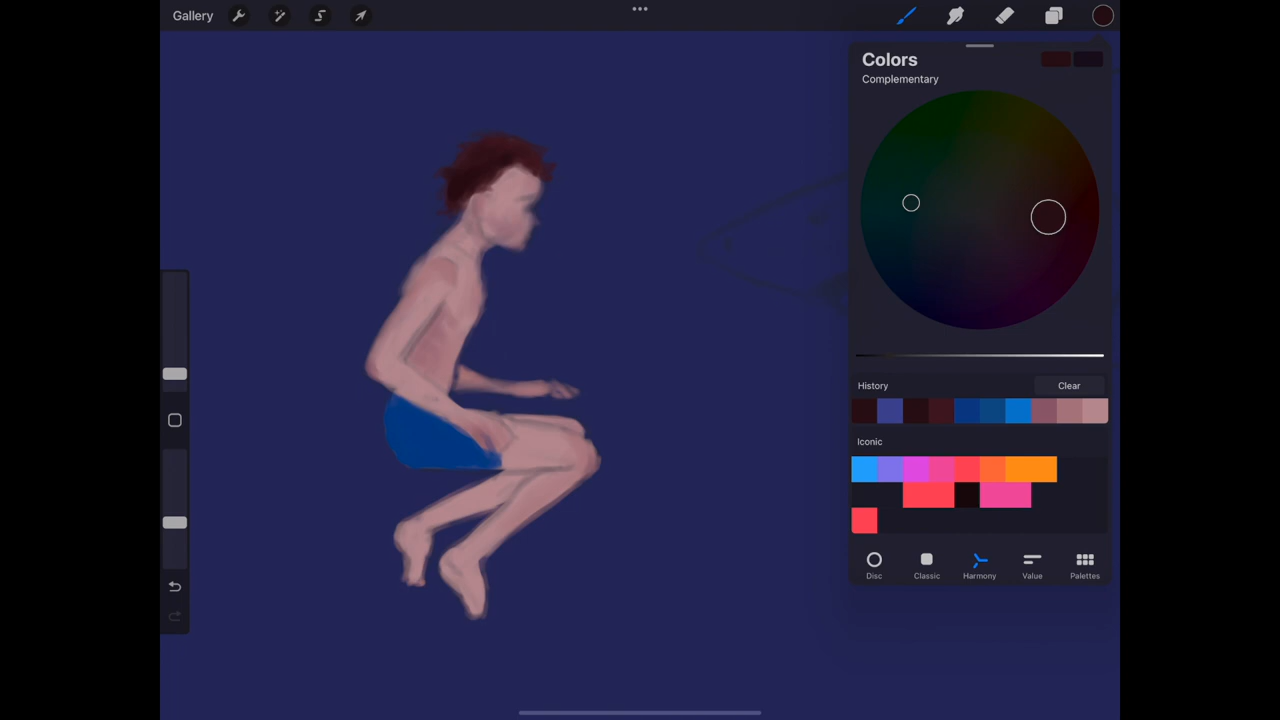 Gallery
Colors
Complementary
History
Clear
Iconic
Disc
Classic
Harmony
Value
Palettes